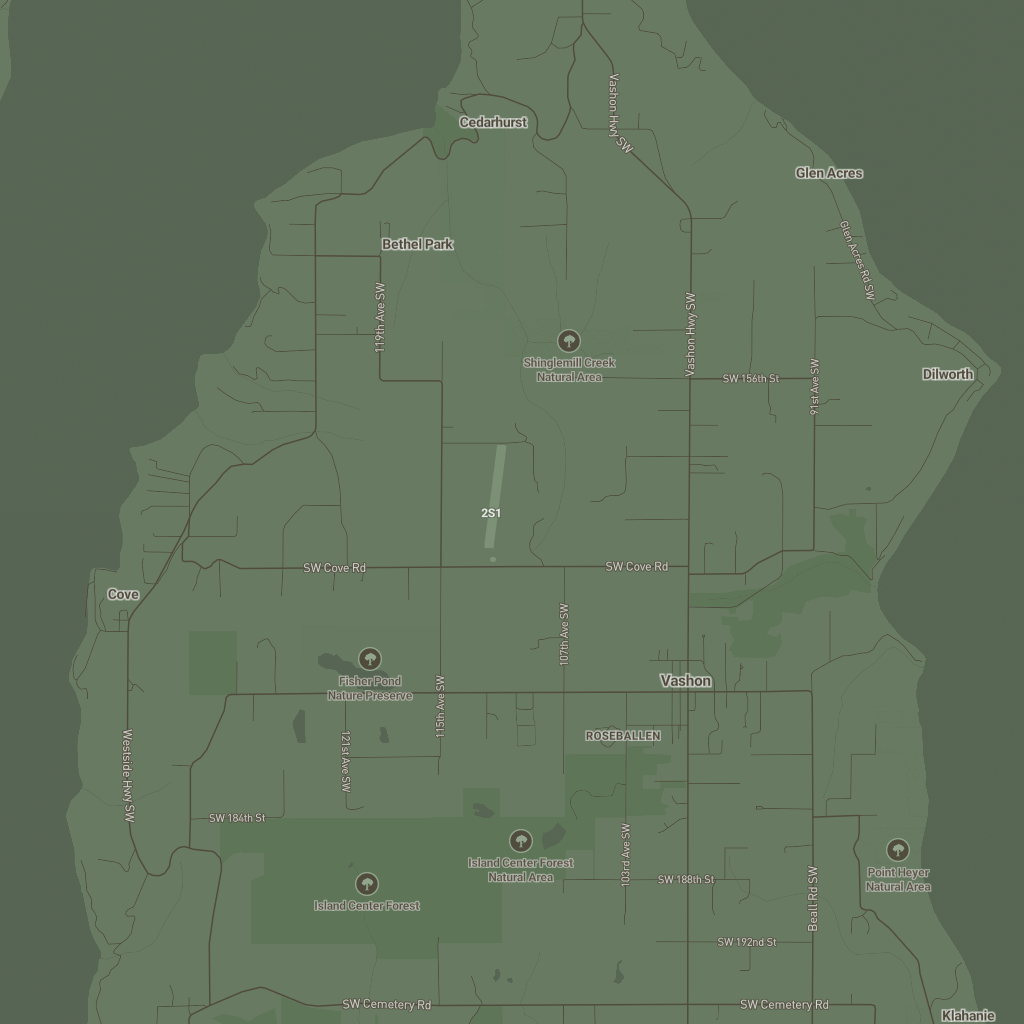 Cedarhurst
Vashon Hwy SW
Glen Acres
Glen Acres Rd SW
Bethel Park
119th Ave SW
Vashon Hwy SW
Shinglemill Creek
Natural Area
SW 156th St
91st Ave SW
Dilworth
2S1
SW Cove Rd
SW Cove Rd
Cove
107th Ave SW
Fisher Pond
Nature Preserve
115th Ave SW
Vashon
121st Ave SW
ROSEBALLEN
Westside Hwy SW
SW 184th St
Island Center Forest
Natural Area
103rd Ave SW
SW 188th St
Point Heyer
Natural Area
Island Center Forest
Beall Rd SW
SW 192nd St
SW Cemetery Rd
SW Cemetery Rd
Klahanie